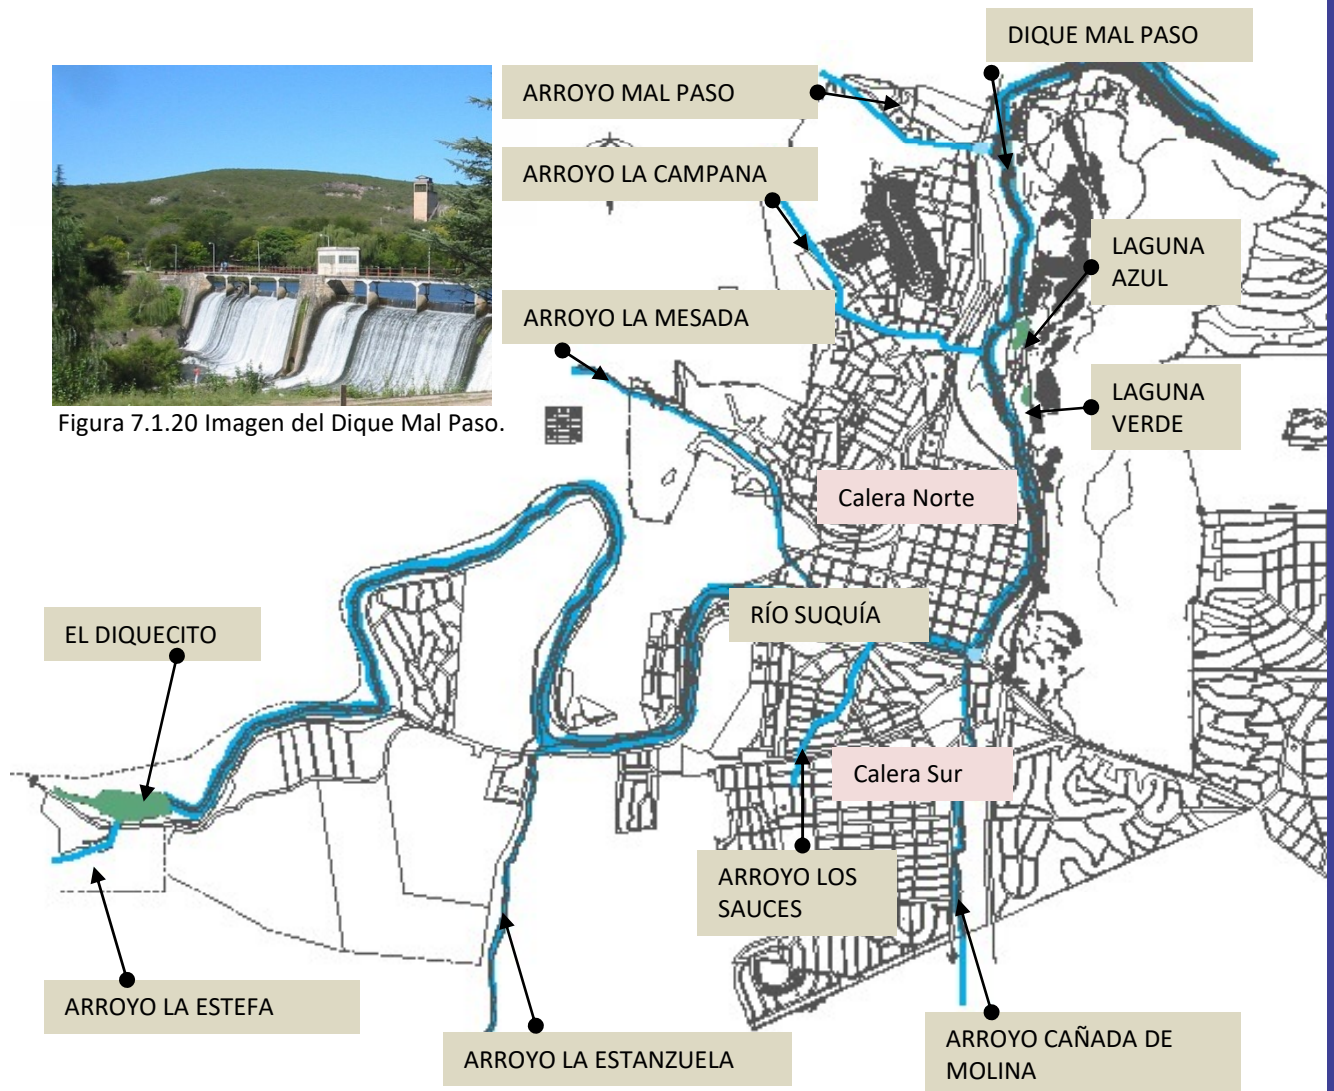 DIQUE MAL PASO
ARROYO MAL PASO
ARROYO LA CAMPANA
LAGUNA
AZUL
ARROYO LA MESADA
LAGUNA
VERDE
Figura 7.1.20 Imagen del Dique Mal Paso.
Calera Norte
RÍO SUQUÍA
EL DIQUECITO
Calera Sur
ARROYO LOS
SAUCES
ARROYO LA ESTEFA
ARROYO LA ESTANZUELA
ARROYO CAÑADA DE
MOLINA